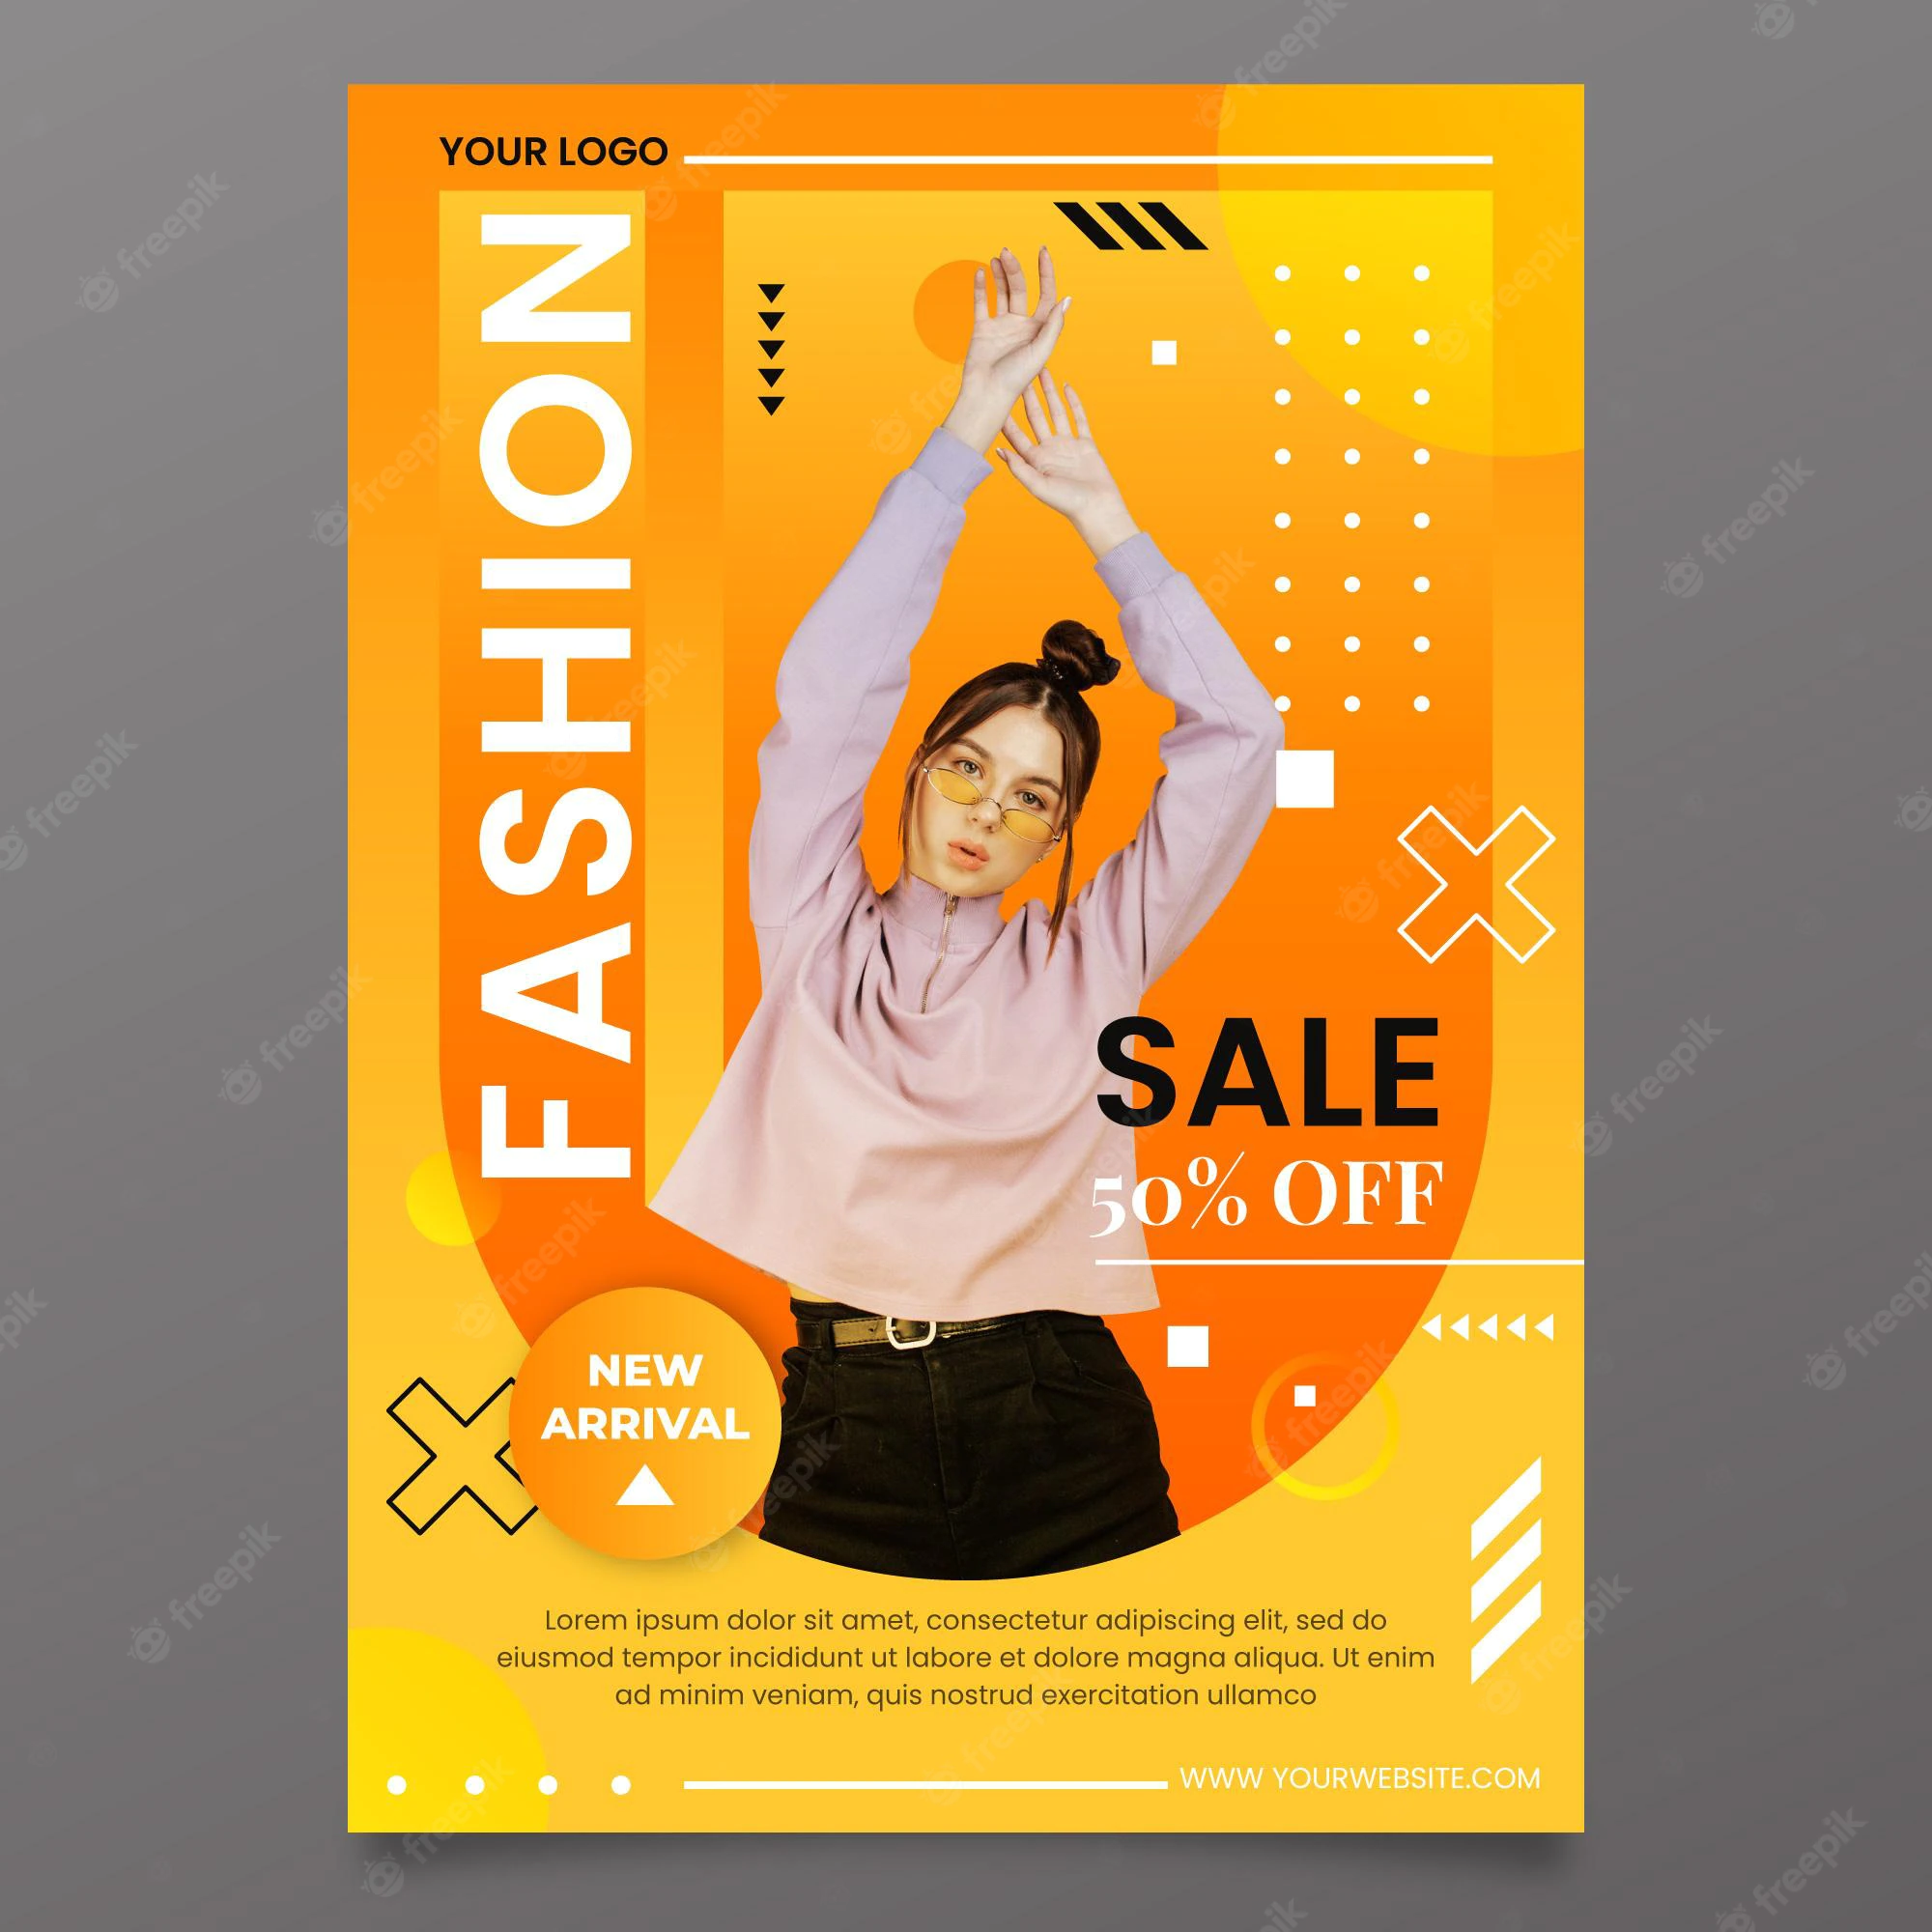 YOUR LOGO
FASHION
SALE
50% OFF
NEW
ARRIVAL
Lorem ipsum dolor sit amet, consectetur adipiscing elit, sed do
eiusmod tempor incididunt ut labore et dolore magna aliqua. Ut enim
ad minim veniam, quis nostrud exercitation ullamco
WWW YOURWEBSITE.COM
freepik